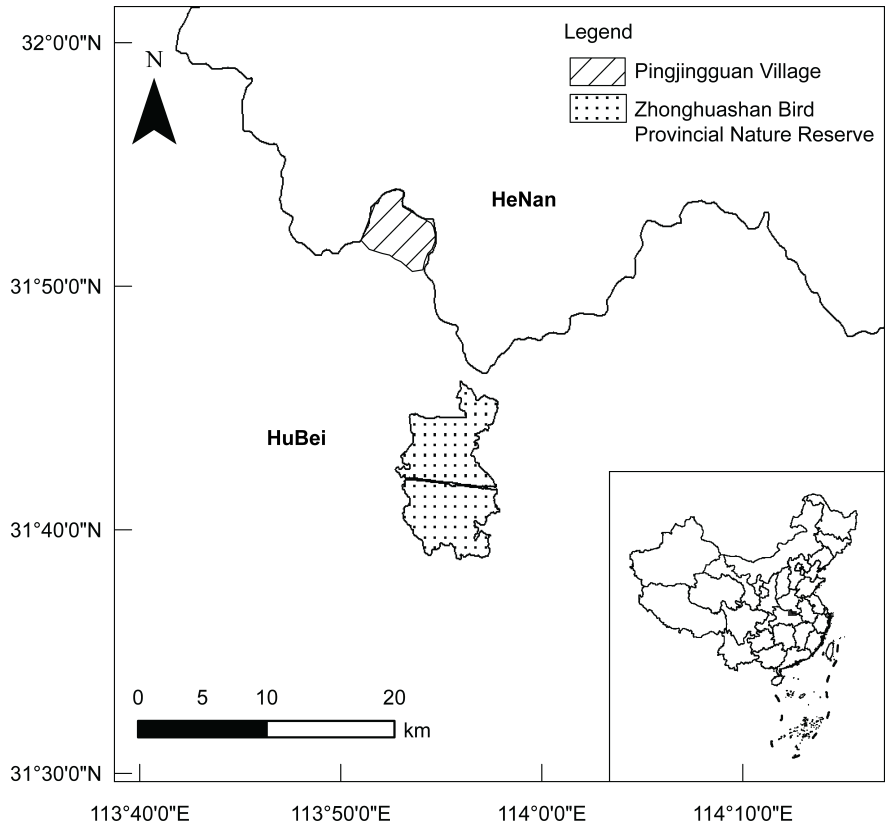 32°0'0"N
N
Legend
Pingjingguan Village
Zhonghuashan Bird
Provincial Nature Reserve
HeNan
31°50'0"N
HuBei
31°40'0"N
0 5 10 20
km
31°30'0"N
113°40'0"E 113°50'0"E 114°0'0"E 114°10'0"E